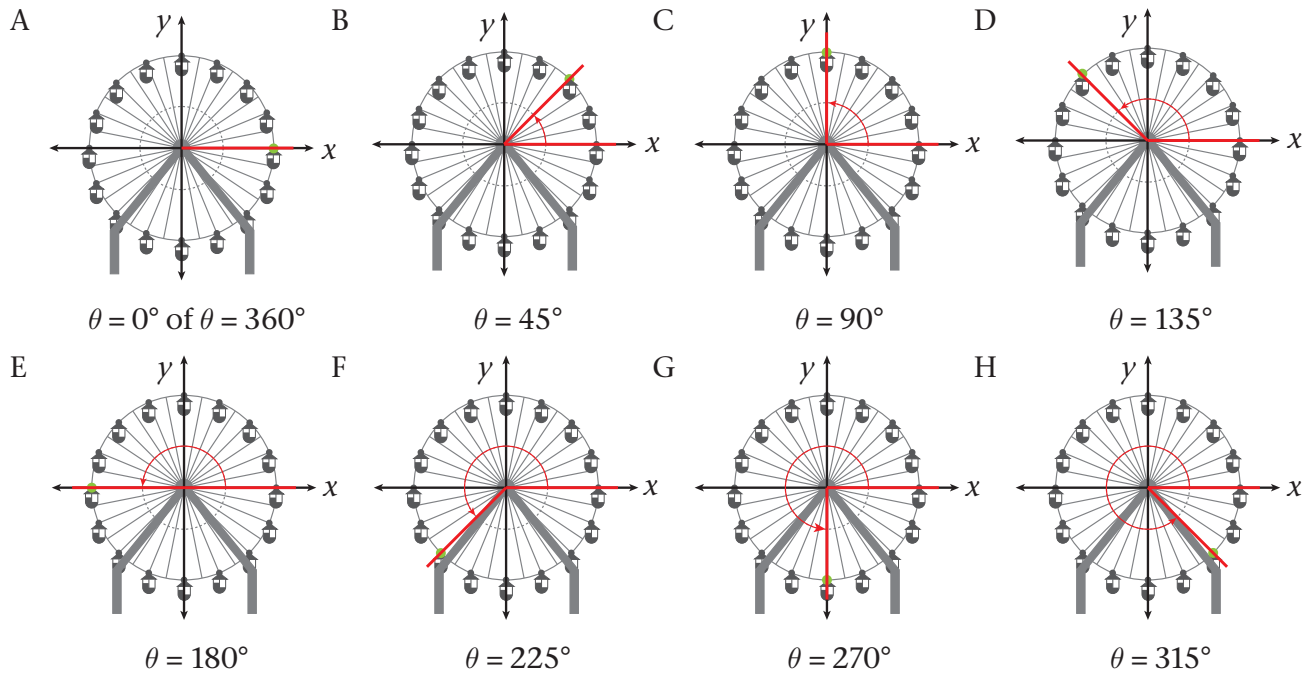 A B C D
y y y y
x x x x
θ = 0° of θ = 360° θ = 45° θ = 90° θ = 135°
E F G H
y y y y
x x x x
θ = 180° θ = 225° θ = 270° θ = 315°